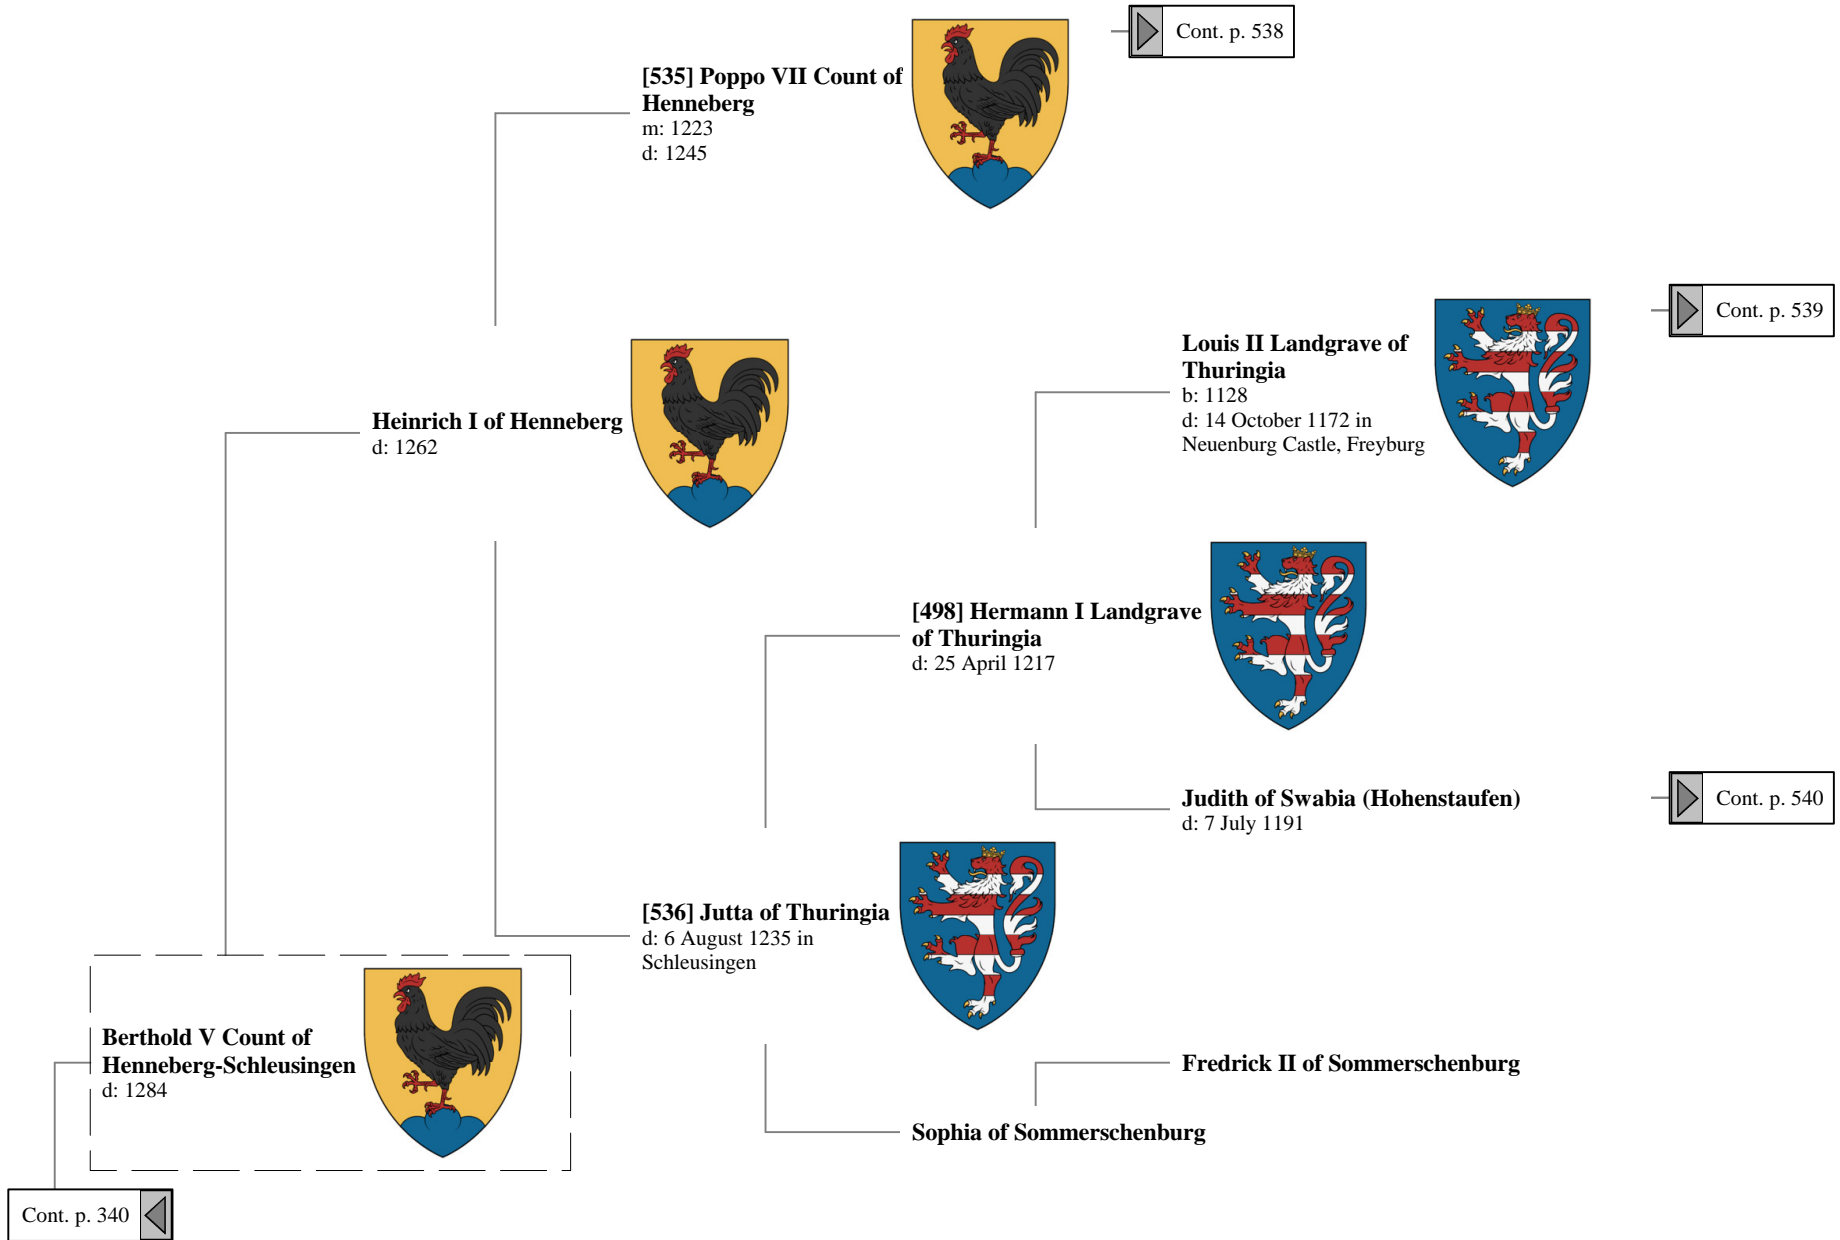 Cont. p. 538
[535] Poppo VII Count of
Henneberg
m: 1223
d: 1245
Cont. p. 539
Louis II Landgrave of
Thuringia
b: 1128
d: 14 October 1172 in
Neuenburg Castle, Freyburg
Heinrich I of Henneberg
d: 1262
[498] Hermann I Landgrave
of Thuringia
d: 25 April 1217
Judith of Swabia (Hohenstaufen)
d: 7 July 1191
Cont. p. 540
[536] Jutta of Thuringia
d: 6 August 1235 in
Schleusingen
Berthold V Count of
Henneberg-Schleusingen
d: 1284
Fredrick II of Sommerschenburg
Sophia of Sommerschenburg
Cont. p. 340